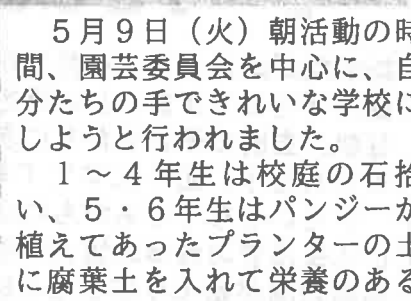 5月9日（火）朝活動の時
間、園芸委員会を中心に、自
分たちの手できれいな学校に
しようと行われました。
1～4年生は校庭の石拾
い、5・6年生はパンジーが
植えてあったプランターの土
に腐葉土を入れて栄養のある